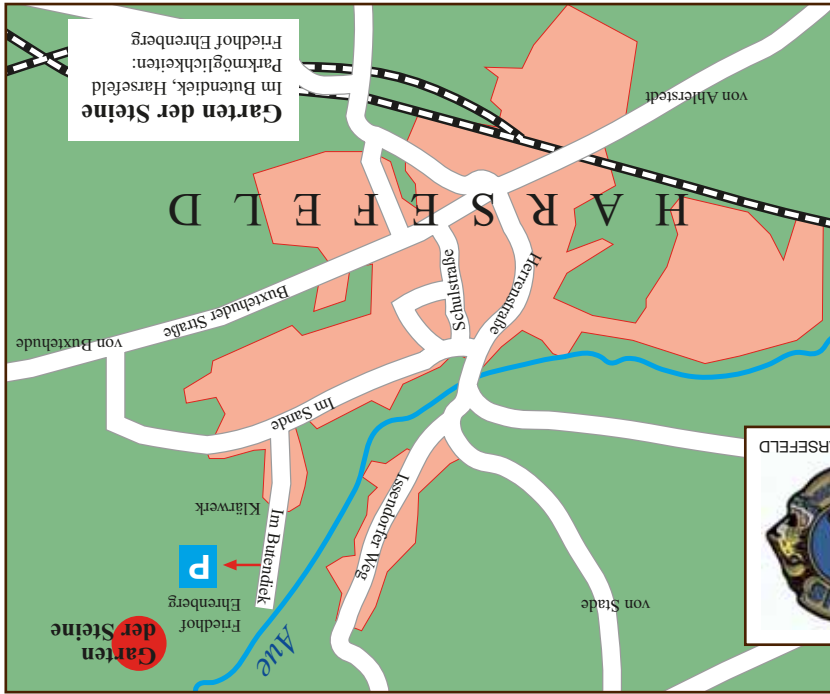 Garten
der Steine
Aue
Friedhof
Ehrenberg
von Stade
P
Im Butendiek
Issendorfer Weg
Klärwerk
RSEFELD
Im Sande
von Buxtehude
Buxtehuder Straße
Schulstraße
Herrenstraße
HARSEFELD
von Ahlerstedt
Garten der Steine
Im Butendiek, Harsefeld
Parkmöglichkeiten:
Friedhof Ehrenberg